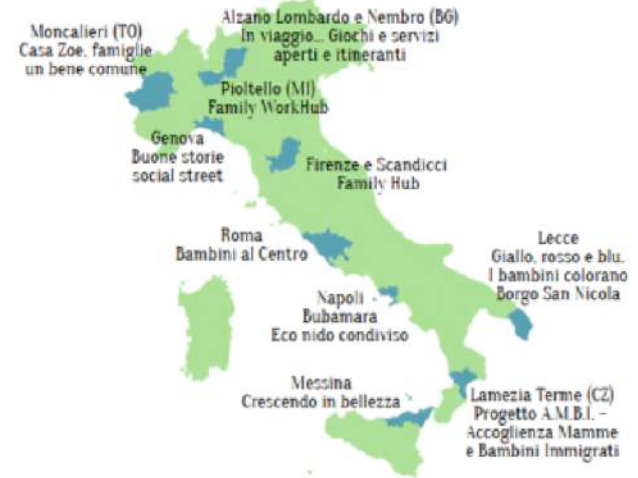 Moncalieri (TO)
Casa Zoe, famiglie
un bene comune
Alzano Lombardo e Nembro (BG)
In viaggio... Giochi e servizi
aperti e itineranti
Pioltello (MI)
Family WorkHub
Genova
Buone storie
social street
Firenze e Scandicci
Family Hub
Roma
Bambini al Centro
Lecce
Giallo, rosso e blu.
I bambini colorano
Borgo San Nicola
Napoli
Bubamara
Eco nido condiviso
Messina
Crescendo in bellezza
Lamezia Terme (CZ)
Progetto A.M.B.I. -
Accoglienza Mamme
e Bambini Immigrati